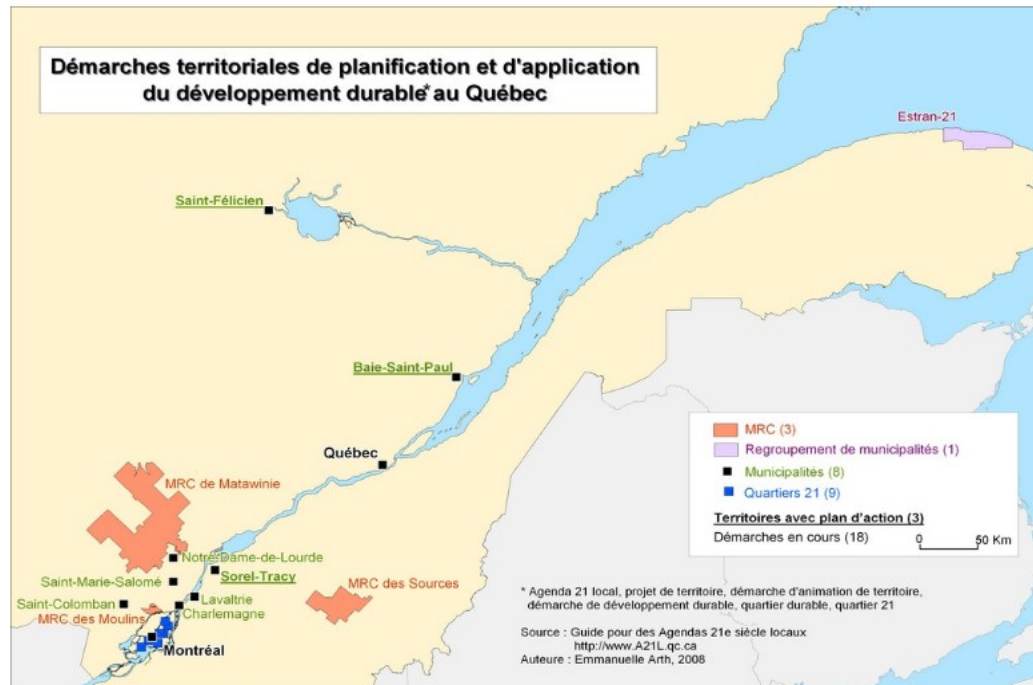 Démarches territoriales de planification et d'application
du développement durable* au Québec
Estran-21
Saint-Félicien
Baie-Saint-Paul
Québec
MRC de Matawinie
Notre-Dame-de-Lourde
Sorel-Tracy
Saint-Marie-Salomé
MRC des Sources
Saint-Colomban
Lavaltrie
MRC des Moulins
Charlemagne
Montréal
MRC (3)
Regroupement de municipalités (1)
Municipalités (8)
Quartiers 21 (9)
Territoires avec plan d'action (3)
Démarches en cours (18)
0 50 Km
* Agenda 21 local, projet de territoire, démarche d'animation de territoire,
démarche de développement durable, quartier durable, quartier 21
Source : Guide pour des Agendas 21e siècle locaux
http://www.A21L.qc.ca
Auteure : Emmanuelle Arth, 2008